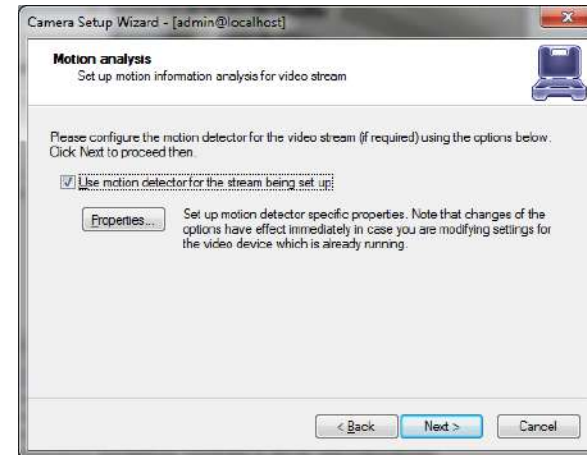 Camera Setup Wizard - [admin@localhost]
Motion analysis
Set up motion information analysis for video stream
Please configure the motion detector for the video stream (if required) using the options below.
Click Next to proceed then.
Use motion detector for the stream being set up
Properties...
Set up motion detector specific properties. Note that changes of the
options have effect immediately in case you are modifying settings for
the video device which is already running.
< Back
Next >
Cancel